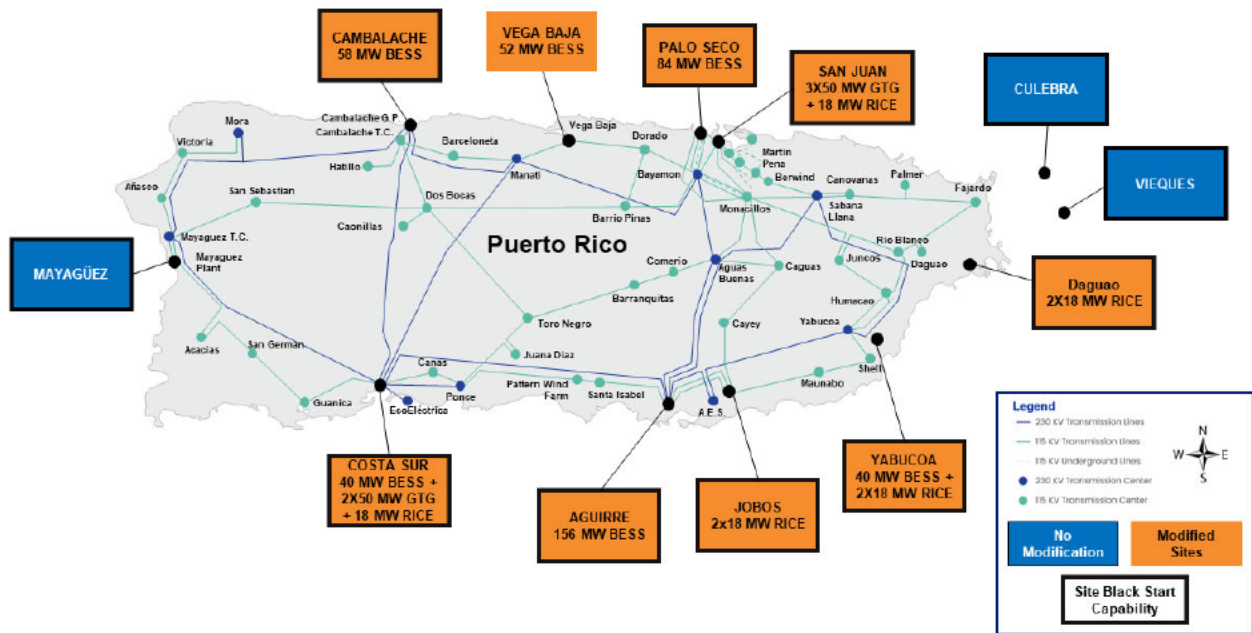 CAMBALACHE
58 MW BESS
VEGA BAJA
52 MW BESS
PALO SECO
84 MW BESS
SAN JUAN
3X50 MW GTG
+ 18 MW RICE
CULEBRA
VIEQUES
MAYAGÜEZ
Daguao
2X18 MW RICE
Mora
Victoria
Cambalache G.P.
Cambalache T.C.
Barceloneta
Vega Baja
Dorado
Martin
Pena
Berwind
Hatillo
Manati
Bayamon
Canovanas
Palmer
Fajardo
Añasco
San Sebastian
Dos Bocas
Monacillos
Sabana
Llana
Caonillas
Barrio Pinas
Mayaguez T.C.
Mayaguez
Plant
Puerto Rico
Rio Blanco
Daguao
Juncos
Comerio
Aguas
Buenas
Caguas
Barranquitas
Humacao
Toro Negro
Cayey
Yabucoa
Acacias
San German
Juana Diaz
Canas
Shell
Maunabo
Pattern Wind
Farm
Santa Isabel
Guanica
EcoEléctrica
Ponce
A.E.S.
COSTA SUR
40 MW BESS +
2X50 MW GTG
+ 18 MW RICE
AGUIRRE
156 MW BESS
JOBOS
2x18 MW RICE
YABUCOA
40 MW BESS +
2X18 MW RICE
Legend
230 KV Transmission Lines
115 KV Transmission Lines
115 KV Underground Lines
230 KV Transmission Center
115 KV Transmission Center
N
W
E
S
No
Modification
Modified
Sites
Site Black Start
Capability